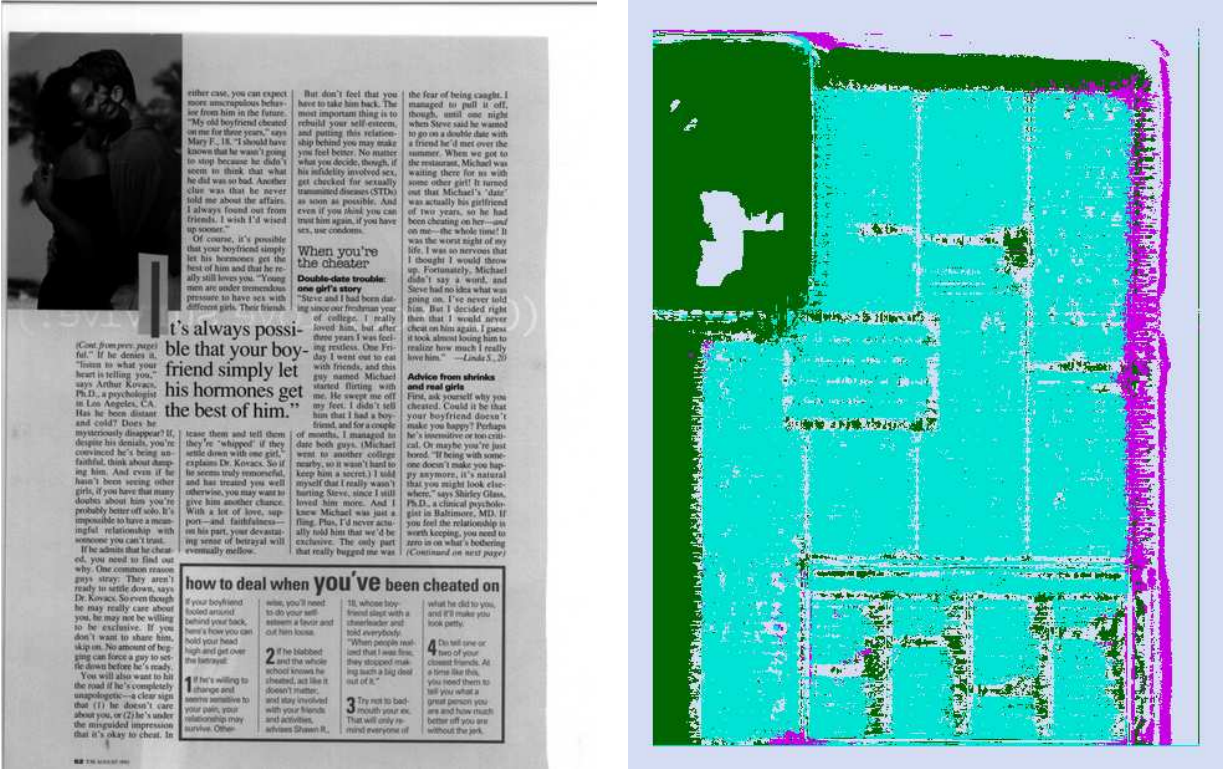 (Cont. from prev. page)
ful." If he denies it,
"listen to what your
heart is telling you,"
says Arthur Kovacs,
Ph.D., a psychologist
in Los Angeles, CA.
Has he been distant
and cold? Does he
mysteriously disappear? If,
despite his denials, you're
convinced he's being un-
faithful, think about dump-
ing him. And even if he
hasn't been seeing other
girls, if you have that many
doubts about him you're
probably better off solo. It's
impossible to have a mean-
ingful relationship with
someone you can't trust.
If he admits that he cheat-
ed, you need to find out
why. One common reason
guys stray: They aren't
ready to settle down, says
Dr. Kovacs. So even though
he may really care about
you, he may not be willing
to be exclusive. If you
don't want to share him,
skip on. No amount of beg-
ging can force a guy to set-
tle down before he's ready.
You will also want to hit
the road if he's completely
unapologetic—a clear sign
that (1) he doesn't care
about you, or (2) he's under
the misguided impression
that it's okay to cheat. In
either case, you can expect
more unscrupulous behav-
ior from him in the future.
"My old boyfriend cheated
on me for three years," says
Mary F., 18. "I should have
known that he wasn't going
to stop because he didn't
seem to think that what
he did was so bad. Another
clue was that he never
told me about the affairs.
I always found out from
friends. I wish I'd wised
up sooner."
Of course, it's possible
that your boyfriend simply
let his hormones get the
best of him and that he re-
ally still loves you. "Young
men are under tremendous
pressure to have sex with
different girls. Their friends
It's always possi-
ble that your boy-
friend simply let
his hormones get
the best of him."
tease them and tell them
they're 'whipped' if they
settle down with one girl,"
explains Dr. Kovacs. So if
he seems truly remorseful,
and has treated you well
otherwise, you may want to
give him another chance.
With a lot of love, sup-
port—and faithfulness—
on his part, your devastat-
ing sense of betrayal will
eventually mellow.
But don't feel that you
have to take him back. The
most important thing is to
rebuild your self-esteem,
and putting this relation-
ship behind you may make
you feel better. No matter
what you decide, though, if
his infidelity involved sex,
get checked for sexually
transmitted diseases (STDs)
as soon as possible. And
even if you think you can
trust him again, if you have
sex, use condoms.
When you're
the cheater
Double-date trouble:
one girl's story
"Steve and I had been dat-
ing since our freshman year
of college. I really
loved him, but after
three years I was feel-
ing restless. One Fri-
day I went out to eat
with friends, and this
guy named Michael
started flirting with
me. He swept me off
my feet. I didn't tell
him that I had a boy-
friend, and for a couple
of months, I managed to
date both guys. (Michael
went to another college
nearby, so it wasn't hard to
keep him a secret.) I told
myself that I really wasn't
hurting Steve, since I still
loved him more. And I
knew Michael was just a
fling. Plus, I'd never actu-
ally told him that we'd be
exclusive. The only part
that really bugged me was
the fear of being caught. I
managed to pull it off,
though, until one night
when Steve said he wanted
to go on a double date with
a friend he'd met over the
summer. When we got to
the restaurant, Michael was
waiting there for us with
some other girl! It turned
out that Michael's 'date'
was actually his girlfriend
of two years, so he had
been cheating on her—and
on me—the whole time! It
was the worst night of my
life. I was so nervous that
I thought I would throw
up. Fortunately, Michael
didn't say a word, and
Steve had no idea what was
going on. I've never told
him. But I decided right
then that I would never
cheat on him again. I guess
it took almost losing him to
realize how much I really
love him." —Linda S., 20
Advice from shrinks
and real girls
First, ask yourself why you
cheated. Could it be that
your boyfriend doesn't
make you happy? Perhaps
he's insensitive or too criti-
cal. Or maybe you're just
bored. "If being with some-
one doesn't make you hap-
py anymore, it's natural
that you might look else-
where," says Shirley Glass,
Ph.D., a clinical psycholo-
gist in Baltimore, MD. If
you feel the relationship is
worth keeping, you need to
zero in on what's bothering
(Continued on next page)
how to deal when you've been cheated on
If your boyfriend
fooled around
behind your back,
here's how you can
hold your head
high and get over
the betrayal:
1 If he's willing to
change and
seems sensitive to
your pain, your
relationship may
survive. Other-
wise, you'll need
to do your self-
esteem a favor and
cut him loose.
2 If he blabbed
and the whole
school knows he
cheated, act like it
doesn't matter,
and stay involved
with your friends
and activities,
advises Shawn R.,
18, whose boy-
friend slept with a
cheerleader and
told everybody.
"When people real-
ized that I was fine,
they stopped mak-
ing such a big deal
out of it."
3 Try not to bad-
mouth your ex.
That will only re-
mind everyone of
what he did to you,
and it'll make you
look petty.
4 Do tell one or
two of your
closest friends. At
a time like this,
you need them to
tell you what a
great person you
are and how much
better off you are
without the jerk.
62